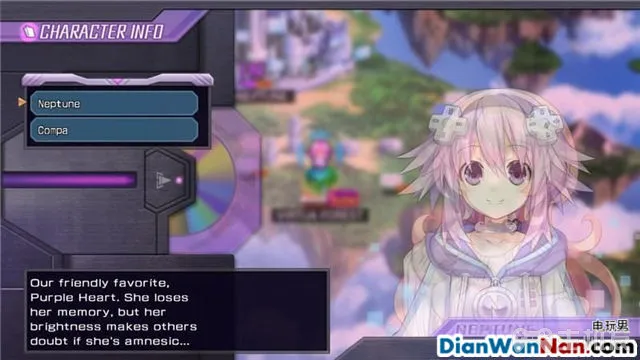 CHARACTER INFO
Neptune
Compa
Our friendly favorite,
Purple Heart. She loses
her memory, but her
brightness makes others
doubt if she's amnesic...
NEPTUNE
电玩男
DianWanNan.com